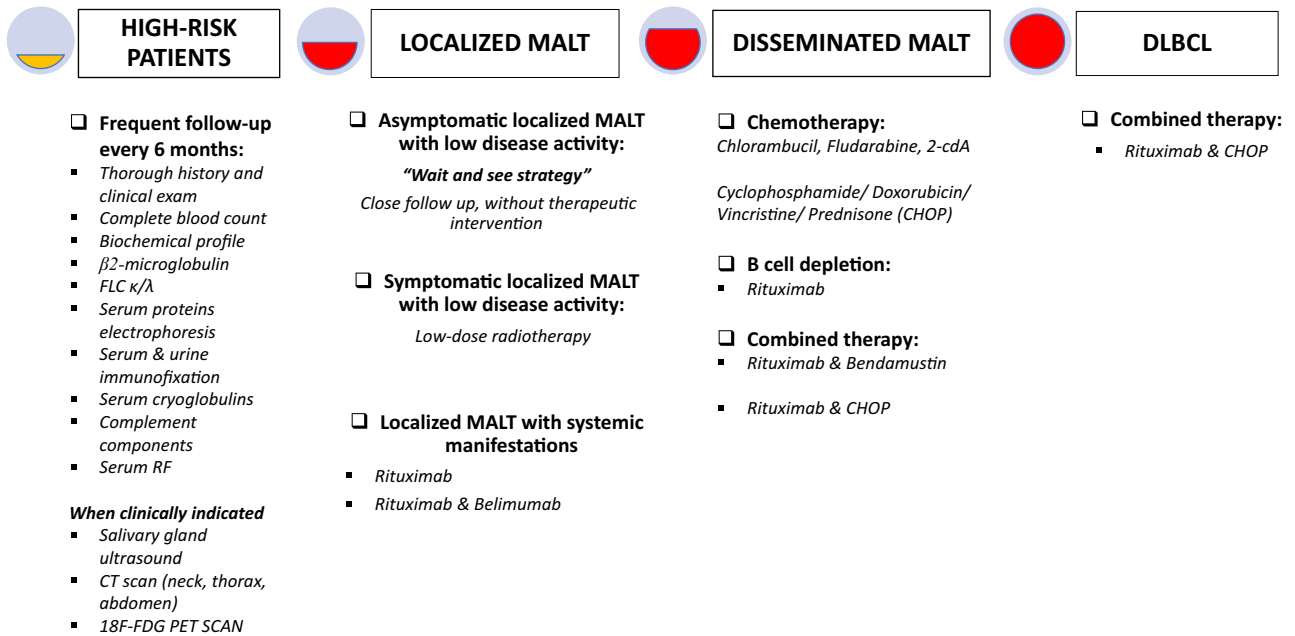 HIGH-RISK
PATIENTS
❑ Frequent follow-up
every 6 months:
▪ Thorough history and
clinical exam
▪ Complete blood count
▪ Biochemical profile
▪ β2-microglobulin
▪ FLC κ/λ
▪ Serum proteins
electrophoresis
▪ Serum & urine
immunofixation
▪ Serum cryoglobulins
▪ Complement
components
▪ Serum RF
When clinically indicated
▪ Salivary gland
ultrasound
▪ CT scan (neck, thorax,
abdomen)
▪ 18F-FDG PET SCAN
LOCALIZED MALT
❑ Asymptomatic localized MALT
with low disease activity:
“Wait and see strategy”
Close follow up, without therapeutic
intervention
❑ Symptomatic localized MALT
with low disease activity:
Low-dose radiotherapy
❑ Localized MALT with systemic
manifestations
▪ Rituximab
▪ Rituximab & Belimumab
DISSEMINATED MALT
❑ Chemotherapy:
Chlorambucil, Fludarabine, 2-cdA
Cyclophosphamide/ Doxorubicin/
Vincristine/ Prednisone (CHOP)
❑ B cell depletion:
▪ Rituximab
❑ Combined therapy:
▪ Rituximab & Bendamustin
▪ Rituximab & CHOP
DLBCL
❑ Combined therapy:
▪ Rituximab & CHOP